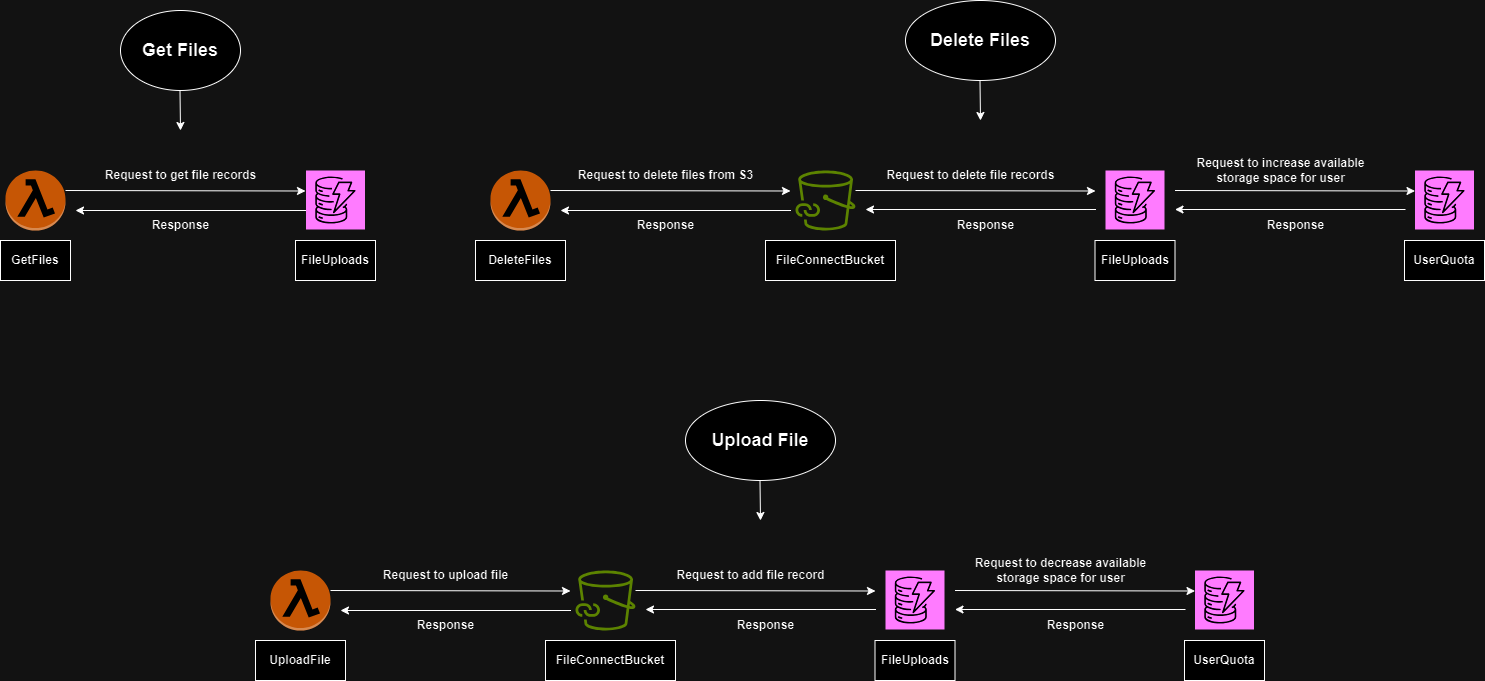 Get Files
Delete Files
Request to get file records
Response
GetFiles
FileUploads
Request to delete files from S3
Response
Request to delete file records
Response
Request to increase available
storage space for user
Response
DeleteFiles
FileConnectBucket
FileUploads
UserQuota
Upload File
Request to upload file
Response
Request to add file record
Response
Request to decrease available
storage space for user
Response
UploadFile
FileConnectBucket
FileUploads
UserQuota